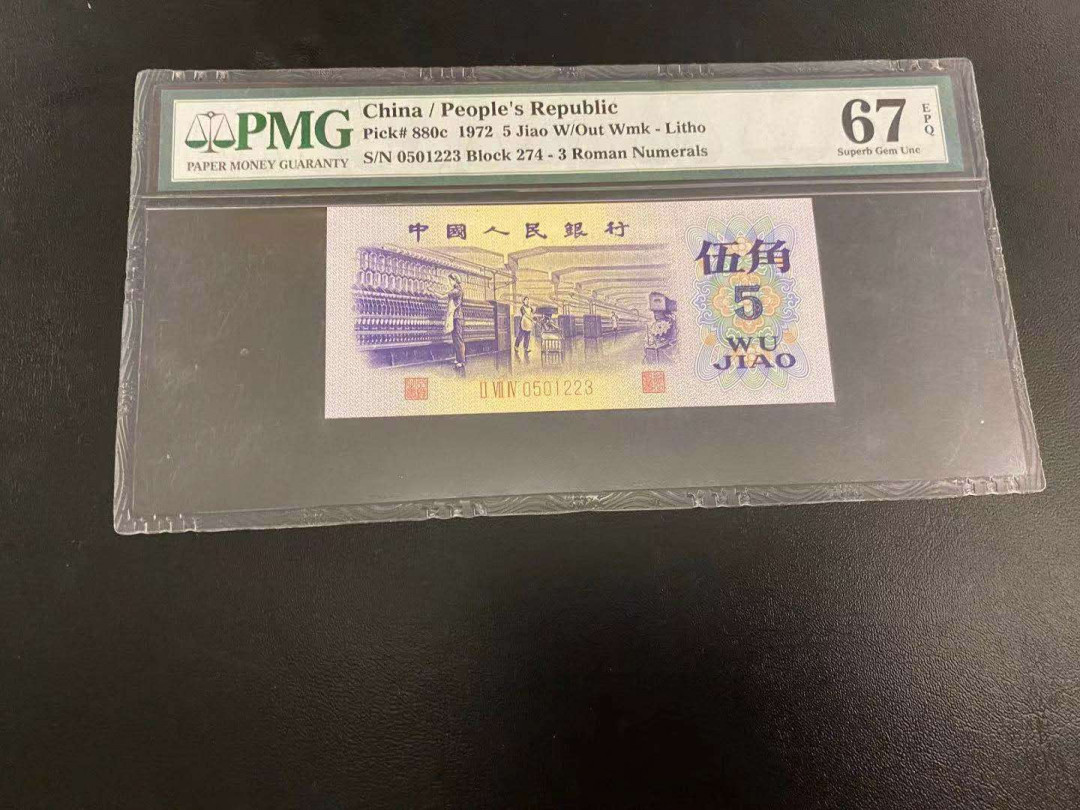 PMG
PAPER MONEY GUARANTY
China / People's Republic
Pick# 880c 1972 5 Jiao W/Out Wmk - Litho
S/N 0501223 Block 274 - 3 Roman Numerals
67
EPQ
Superb Gem Unc
中國人民銀行
伍角
5
WU
JIAO
II VII IV 0501223